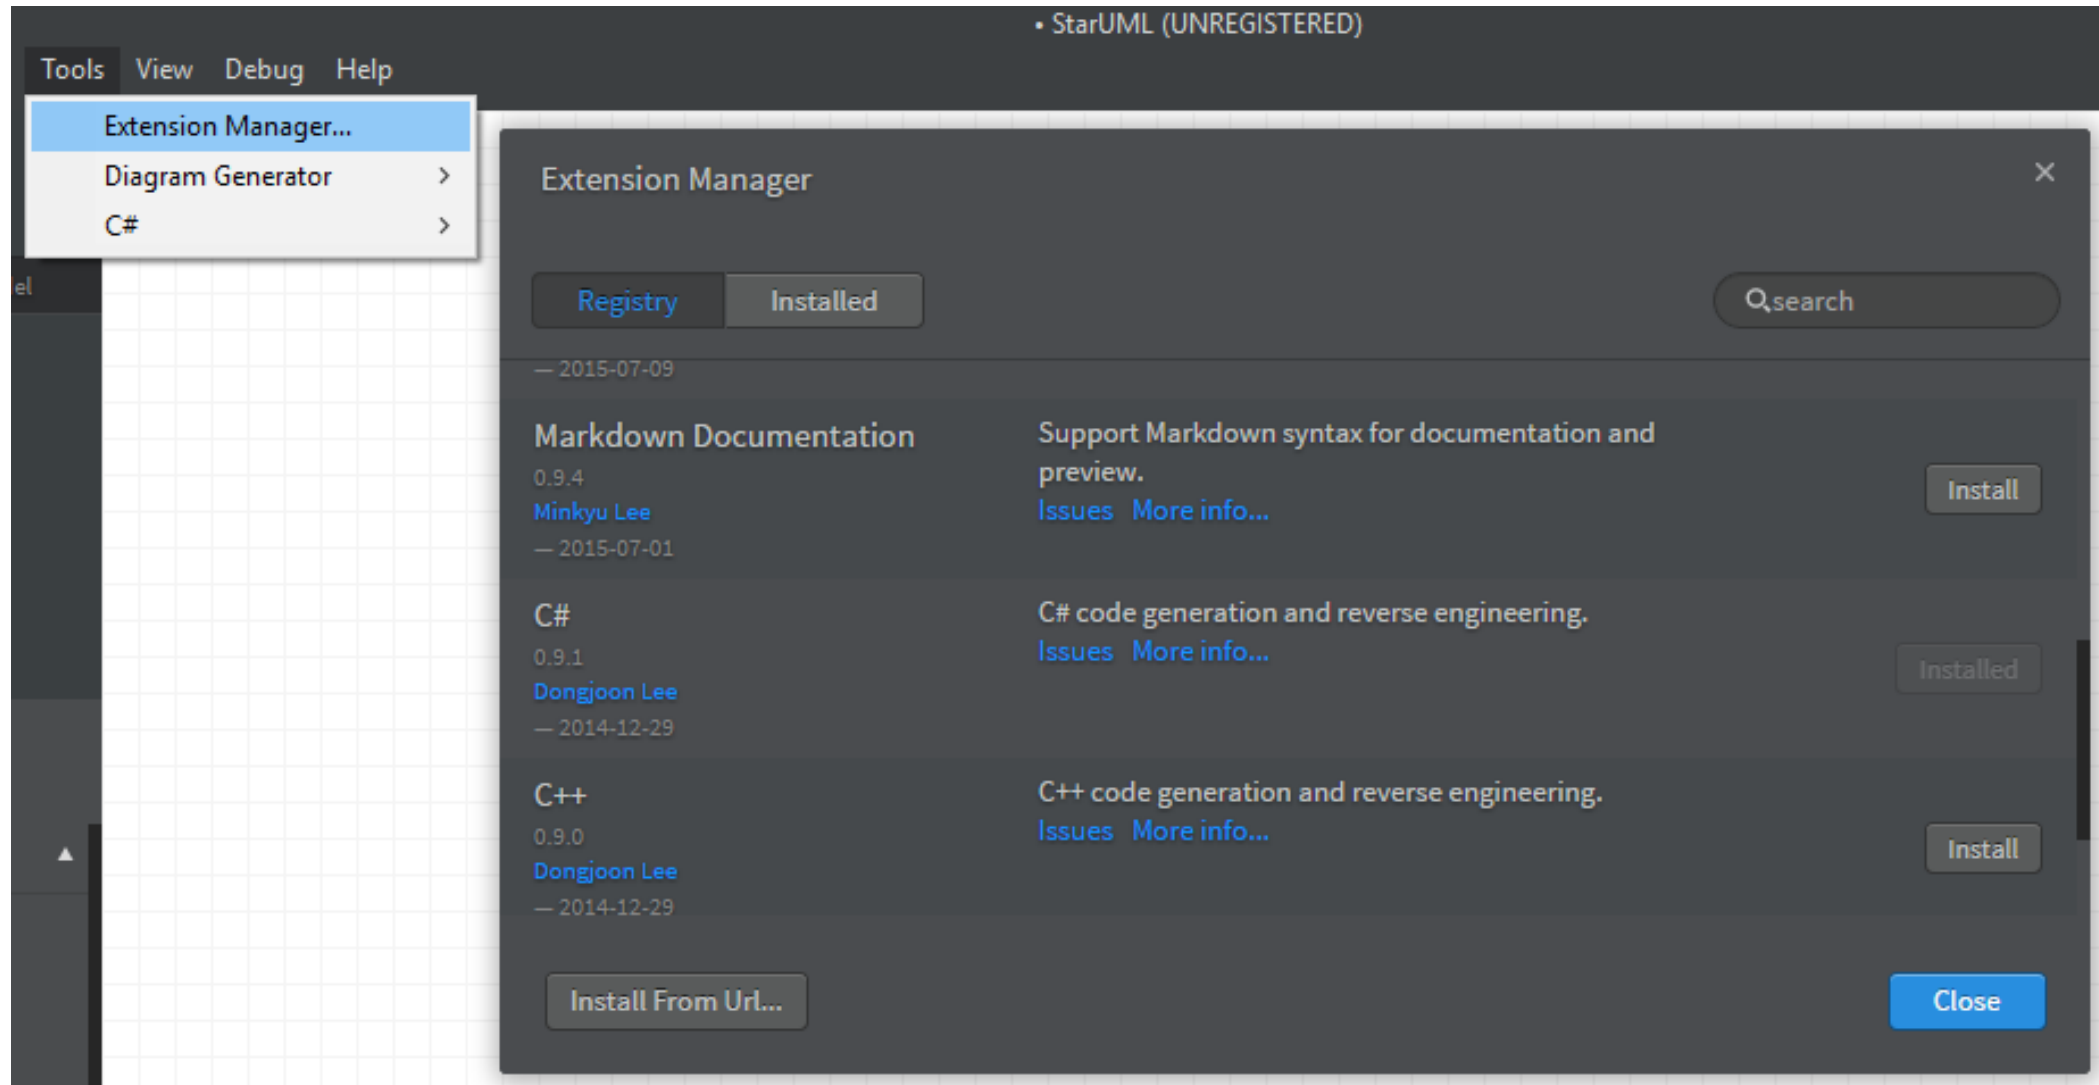 • StarUML (UNREGISTERED)
Tools View Debug Help
Extension Manager...
Diagram Generator
C#
el
Extension Manager
Registry Installed
search
— 2015-07-09
Markdown Documentation
0.9.4
Minkyu Lee
— 2015-07-01
Support Markdown syntax for documentation and
preview.
Issues More info...
Install
C#
0.9.1
Dongjoon Lee
— 2014-12-29
C# code generation and reverse engineering.
Issues More info...
Installed
C++
0.9.0
Dongjoon Lee
— 2014-12-29
C++ code generation and reverse engineering.
Issues More info...
Install
Install From Url...
Close